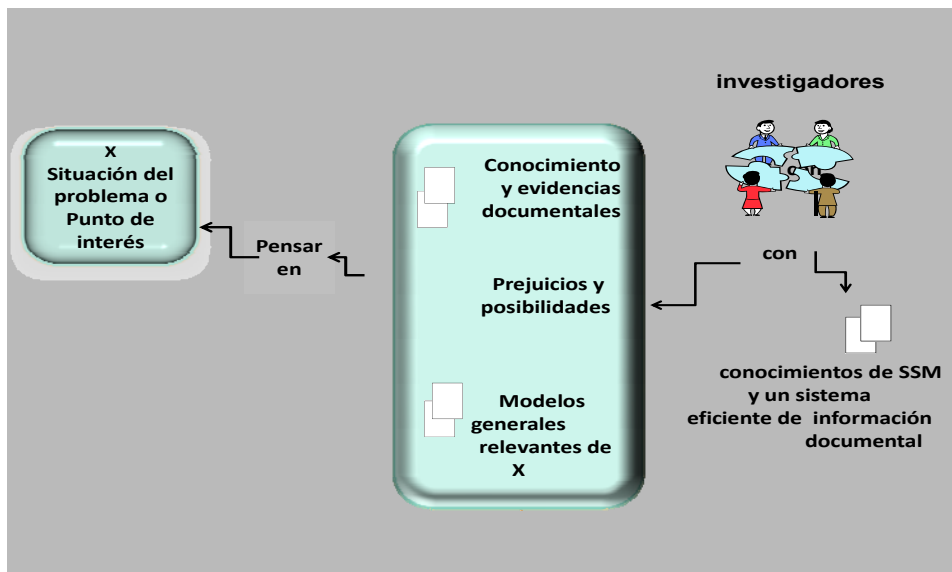 investigadores
X
Situación del
problema o
Punto de
interés
Pensar
en
Conocimiento
y evidencias
documentales
Prejuicios y
posibilidades
Modelos
generales
relevantes de
X
con
conocimientos de SSM
y un sistema
eficiente de información
documental